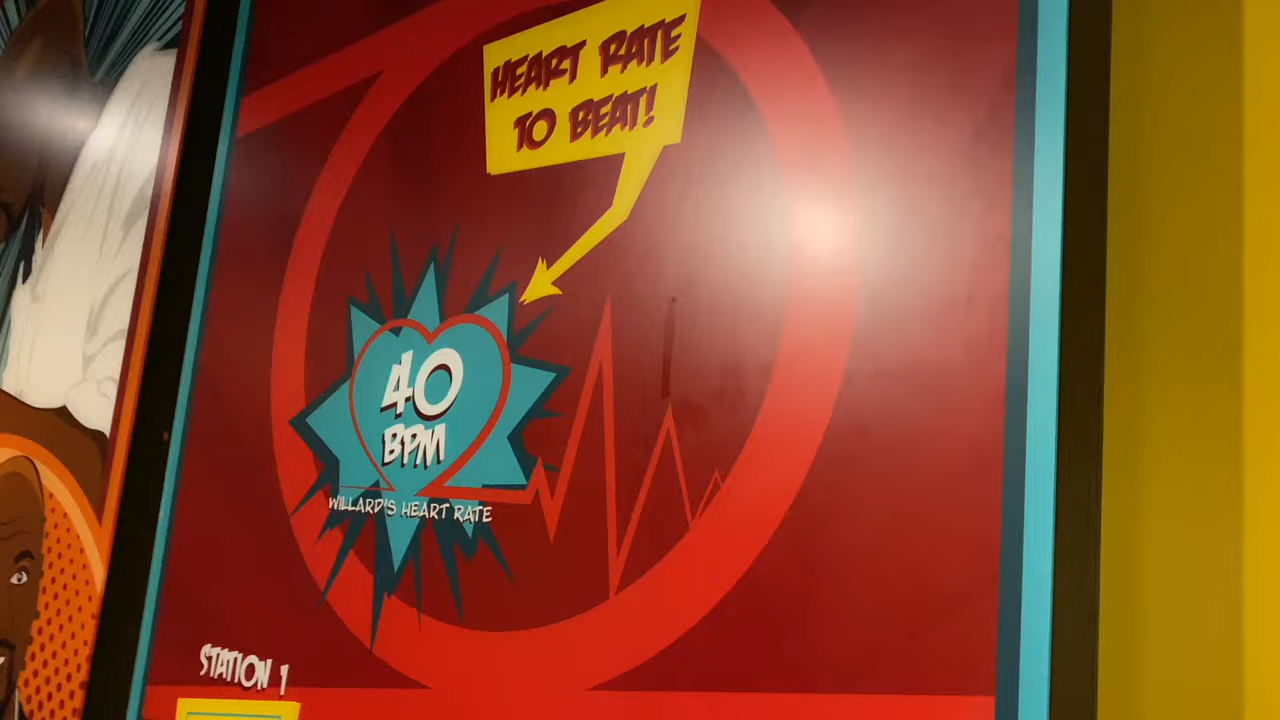 HEART RATE
TO BEAT!
40
BPM
WILLARD'S HEART RATE
STATION 1